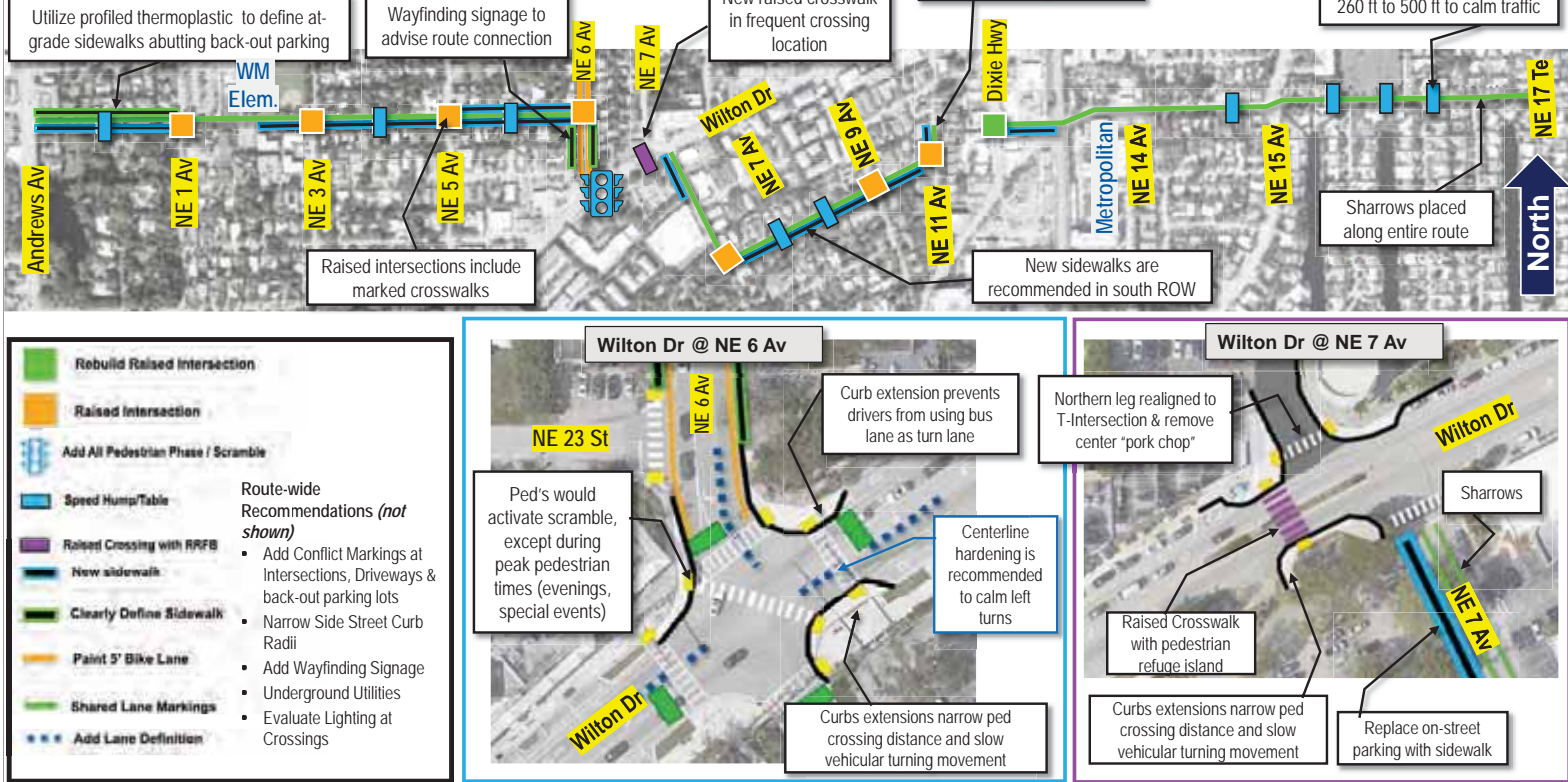 Utilize profiled thermoplastic to define at-
grade sidewalks abutting back-out parking
Wayfinding signage to
advise route connection
New raised crosswalk
in frequent crossing
location
260 ft to 500 ft to calm traffic
WM
Elem.
NE 6 Av
NE 7 Av
Wilton Dr
NE 7 AV
NE 9 AV
Dixie Hwy
NE 17 Te
Andrews Av
NE 1 AV
NE 3 AV
NE 5 AV
NE 11 AV
Metropolitan
NE 14 AV
NE 15 AV
Raised intersections include
marked crosswalks
New sidewalks are
recommended in south ROW
Sharrows placed
along entire route
North
Rebuild Raised Intersection
Raised Intersection
Add All Pedestrian Phase / Scramble
Speed Hump/Table
Raised Crossing with RRFB
New sidewalk
Clearly Define Sidewalk
Paint 5' Bike Lane
Shared Lane Markings
Add Lane Definition
Route-wide
Recommendations (not
shown)
▪ Add Conflict Markings at
Intersections, Driveways &
back-out parking lots
▪ Narrow Side Street Curb
Radii
▪ Add Wayfinding Signage
▪ Underground Utilities
▪ Evaluate Lighting at
Crossings
Wilton Dr @ NE 6 Av
NE 6 AV
NE 23 St
Curb extension prevents
drivers from using bus
lane as turn lane
Ped's would
activate scramble,
except during
peak pedestrian
times (evenings,
special events)
Centerline
hardening is
recommended
to calm left
turns
Wilton Dr
Curbs extensions narrow ped
crossing distance and slow
vehicular turning movement
Wilton Dr @ NE 7 Av
Northern leg realigned to
T-Intersection & remove
center "pork chop"
Wilton Dr
Sharrows
Raised Crosswalk
with pedestrian
refuge island
NE 7 AV
Curbs extensions narrow ped
crossing distance and slow
vehicular turning movement
Replace on-street
parking with sidewalk